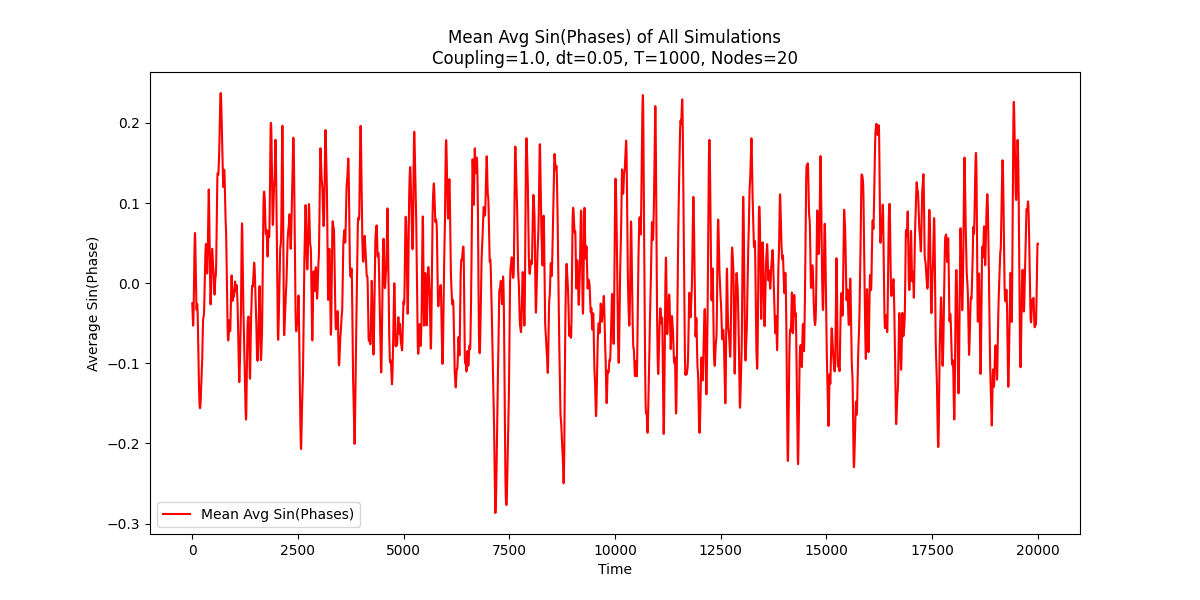 Mean Avg Sin(Phases) of All Simulations
Coupling=1.0, dt=0.05, T=1000, Nodes=20
Average Sin(Phase)
0.2
0.1
0.0
−0.1
−0.2
−0.3
Mean Avg Sin(Phases)
0 2500 5000 7500 10000 12500 15000 17500 20000
Time